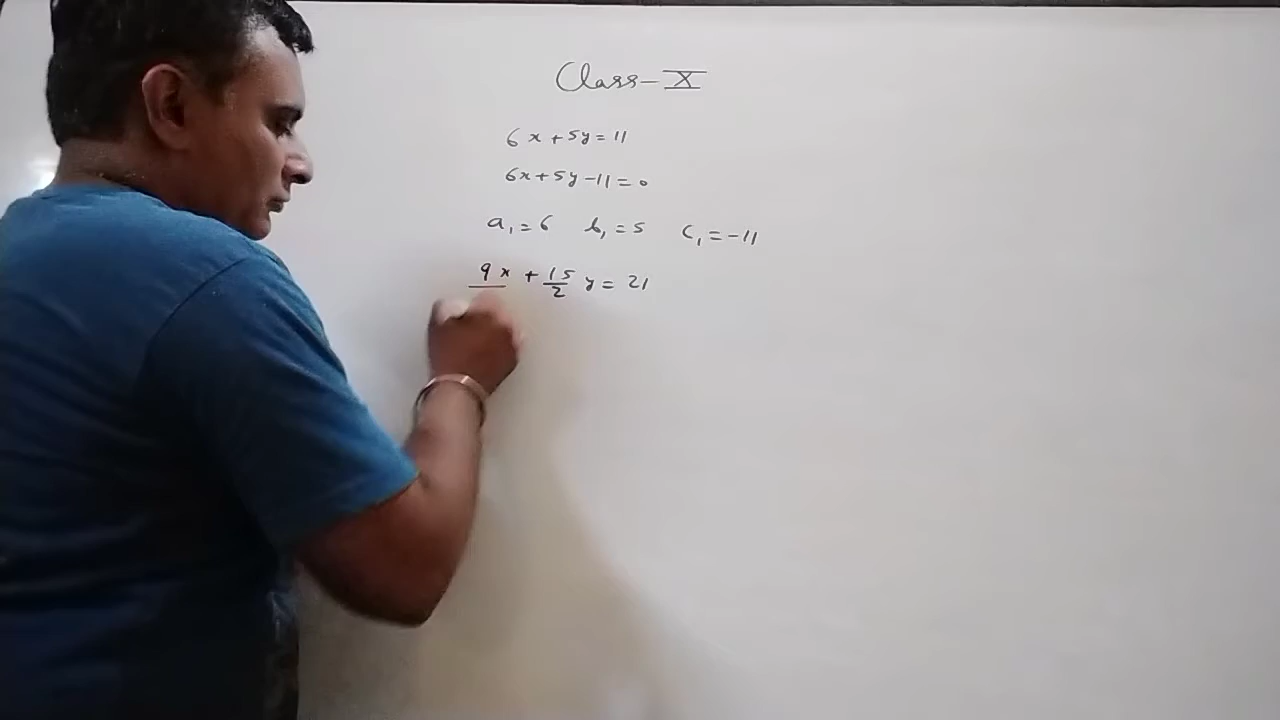 Class-X
6x+5y=11
6x+5y-11=0
a₁=6 b₁=5 c₁=-11
9x + 15/2 y = 21